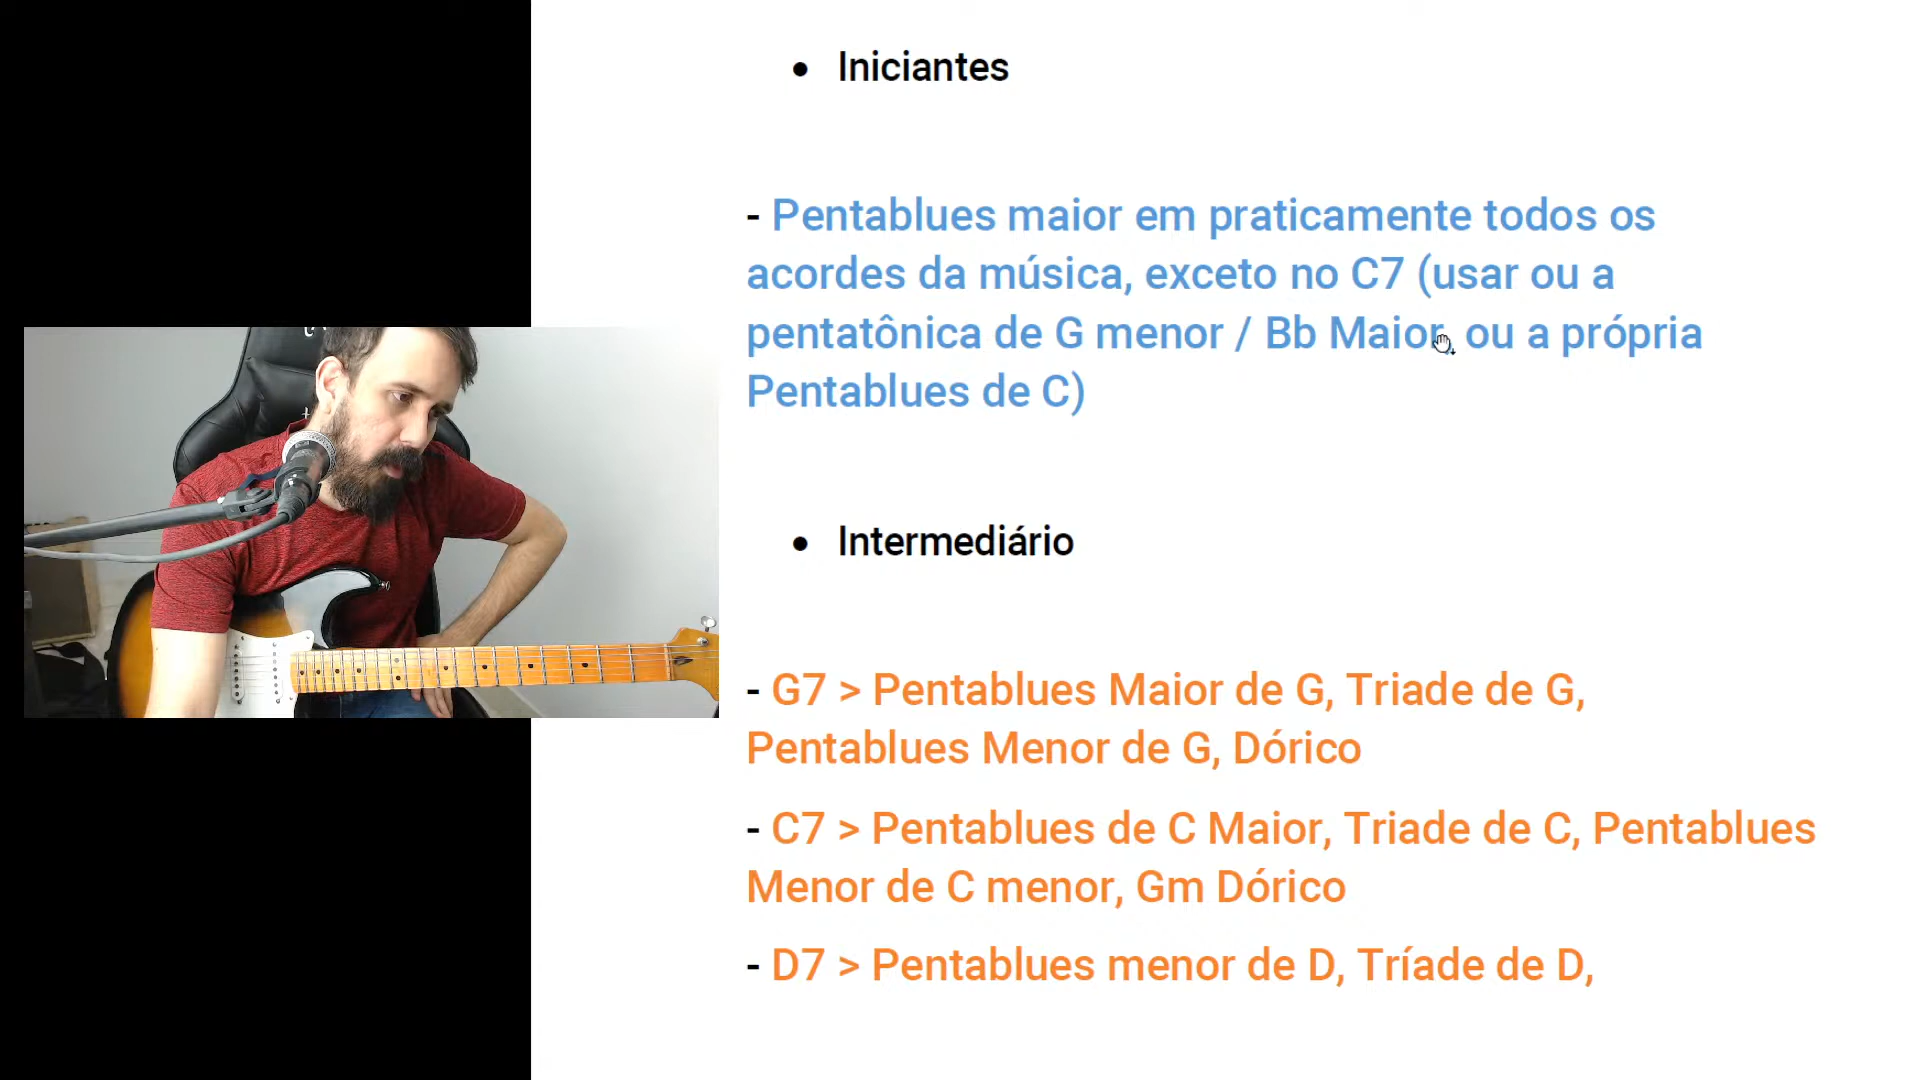 Iniciantes
- Pentablues maior em praticamente todos os
acordes da música, exceto no C7 (usar ou a
pentatônica de G menor / Bb Maior, ou a própria
Pentablues de C)
Intermediário
- G7 > Pentablues Maior de G, Triade de G,
Pentablues Menor de G, Dórico
- C7 > Pentablues de C Maior, Triade de C, Pentablues
Menor de C menor, Gm Dórico
- D7 > Pentablues menor de D, Tríade de D,